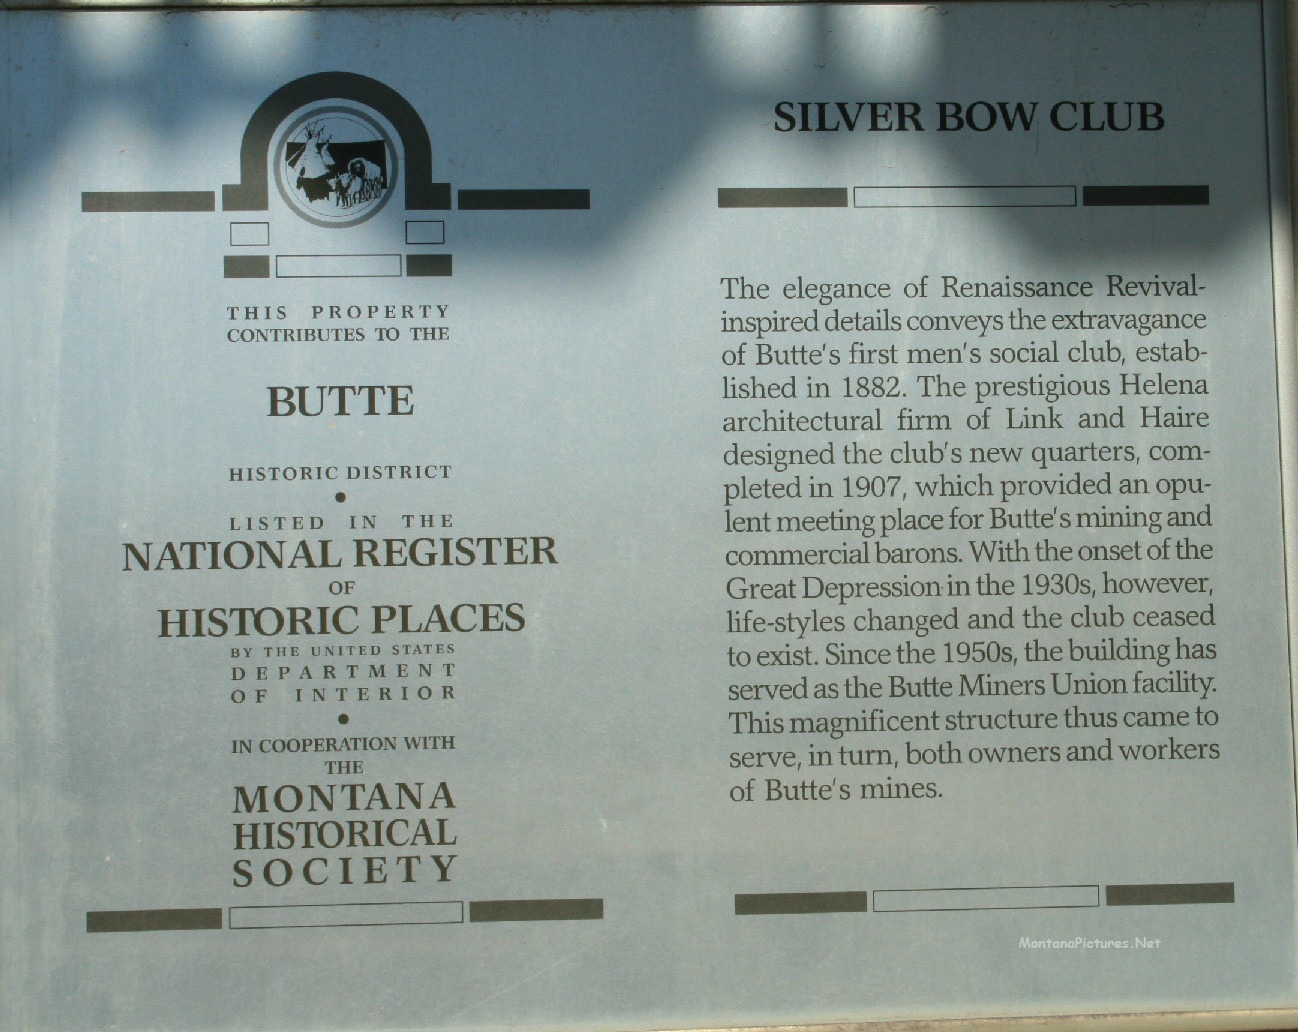 THIS PROPERTY
CONTRIBUTES TO THE
BUTTE
HISTORIC DISTRICT
LISTED IN THE
NATIONAL REGISTER
OF
HISTORIC PLACES
BY THE UNITED STATES
DEPARTMENT
OF INTERIOR
IN COOPERATION WITH
THE
MONTANA
HISTORICAL
SOCIETY
SILVER BOW CLUB
The elegance of Renaissance Revival-
inspired details conveys the extravagance
of Butte's first men's social club, estab-
lished in 1882. The prestigious Helena
architectural firm of Link and Haire
designed the club's new quarters, com-
pleted in 1907, which provided an opu-
lent meeting place for Butte's mining and
commercial barons. With the onset of the
Great Depression in the 1930s, however,
life-styles changed and the club ceased
to exist. Since the 1950s, the building has
served as the Butte Miners Union facility.
This magnificent structure thus came to
serve, in turn, both owners and workers
of Butte's mines.
MontanaPictures.Net